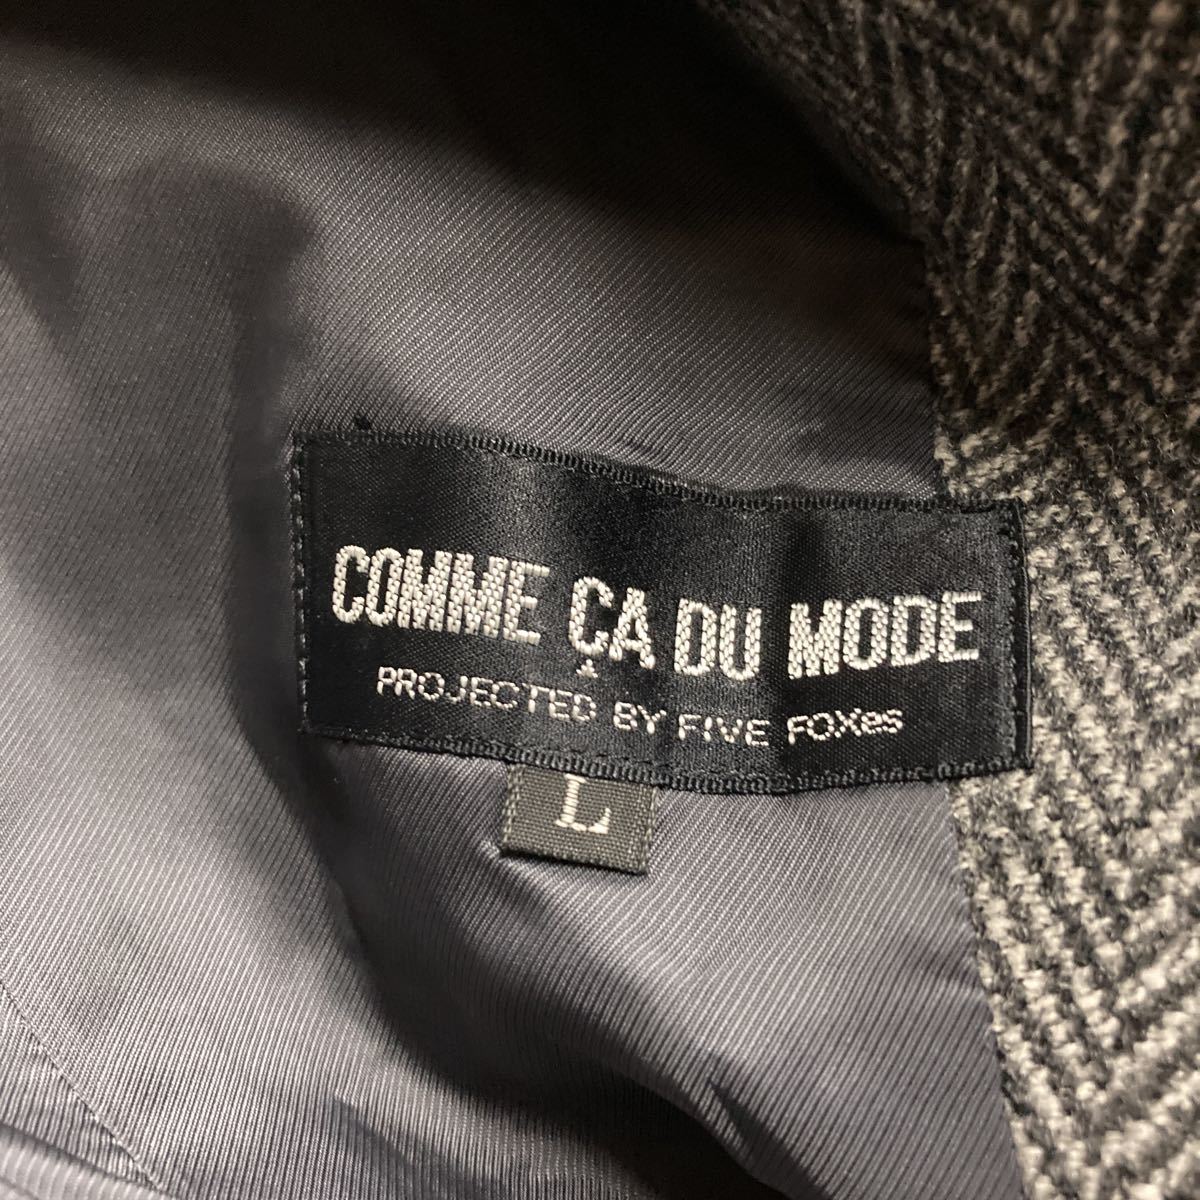 COMME ÇA DU MODE
PROJECTED BY FIVE FOXes
L